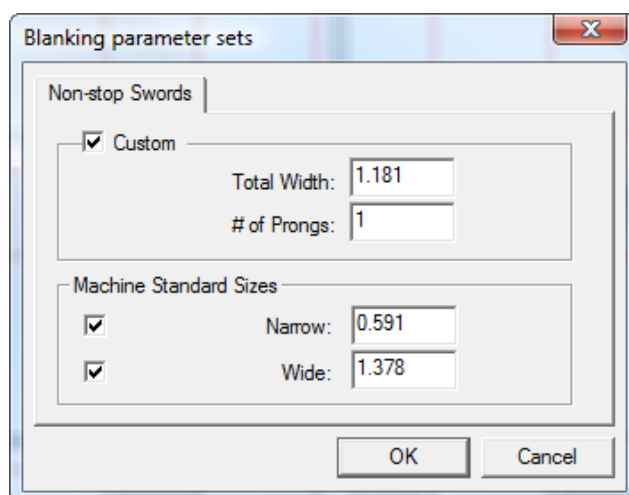 Blanking parameter sets
Non-stop Swords
Custom
Total Width: 1.181
# of Prongs: 1
Machine Standard Sizes
Narrow: 0.591
Wide: 1.378
OK Cancel